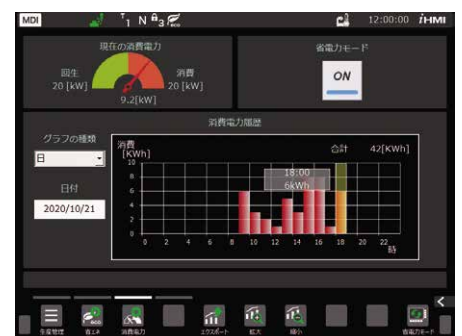 MDI T1 N B3 eco 12:00:00 iHMI
現在の消費電力
回生
20 [kW]
消費
20 [kW]
9.2[kW]
省電力モード
ON
消費電力履歴
グラフの種類
日
日付
2020/10/21
消費
[KWh]
合計 42[KWh]
10
8
6
4
2
0
18:00
6kWh
0 2 4 6 8 10 12 14 16 18 20 22
時
生産管理 省エネ 消費電力 エクスポート 拡大 縮小 省電力モード